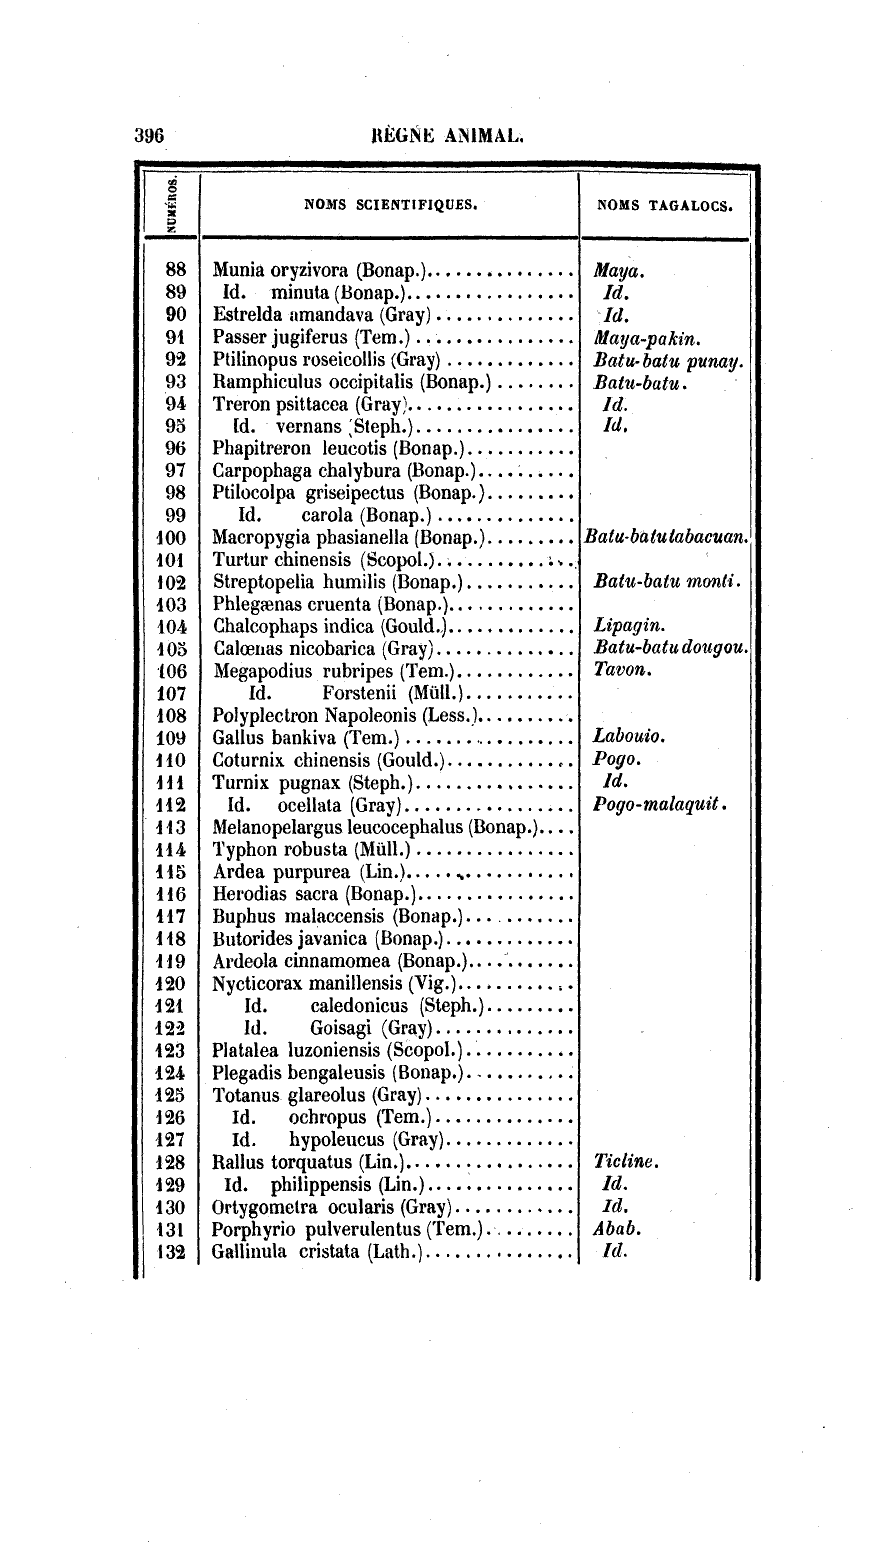 396 RÈGNE ANIMAL.
NUMÉROS. NOMS SCIENTIFIQUES. NOMS TAGALOCS.
88 Munia oryzivora (Bonap.)............... Maya.
89 Id. minuta (Bonap.)................. Id.
90 Estrelda amandava (Gray).............. Id.
91 Passer jugiferus (Tem.)................ Maya-pakin.
92 Ptilinopus roseicollis (Gray)............. Batu-batu punay.
93 Ramphiculus occipitalis (Bonap.)........ Batu-batu.
94 Treron psittacea (Gray)................. Id.
95 Id. vernans (Steph.)................ Id.
96 Phapitreron leucotis (Bonap.)...........
97 Carpophaga chalybura (Bonap.)..........
98 Ptilocolpa griseipectus (Bonap.).........
99 Id. carola (Bonap.)..............
100 Macropygia phasianella (Bonap.)......... Batu-batutabacuan.
101 Turtur chinensis (Scopol.)..............
102 Streptopelia humilis (Bonap.)........... Batu-batu monti.
103 Phlegænas cruenta (Bonap.).............
104 Chalcophaps indica (Gould.)............. Lipagin.
105 Calœnas nicobarica (Gray).............. Batu-batu dougou.
106 Megapodius rubripes (Tem.)............ Tavon.
107 Id. Forstenii (Müll.)...........
108 Polyplectron Napoleonis (Less.)..........
109 Gallus bankiva (Tem.)................. Labouio.
110 Coturnix chinensis (Gould.)............. Pogo.
111 Turnix pugnax (Steph.)................ Id.
112 Id. ocellata (Gray)................. Pogo-malaquit.
113 Melanopelargus leucocephalus (Bonap.)....
114 Typhon robusta (Müll.)................
115 Ardea purpurea (Lin.).................
116 Herodias sacra (Bonap.)................
117 Buphus malaccensis (Bonap.)...........
118 Butorides javanica (Bonap.).............
119 Ardeola cinnamomea (Bonap.)...........
120 Nycticorax manillensis (Vig.)............
121 Id. caledonicus (Steph.).........
122 Id. Goisagi (Gray)..............
123 Platalea luzoniensis (Scopol.)...........
124 Plegadis bengaleusis (Bonap.)...........
125 Totanus glareolus (Gray)...............
126 Id. ochropus (Tem.)..............
127 Id. hypoleucus (Gray).............
128 Rallus torquatus (Lin.)................. Ticline.
129 Id. philippensis (Lin.)............... Id.
130 Ortygometra ocularis (Gray)............ Id.
131 Porphyrio pulverulentus (Tem.)......... Abab.
132 Gallinula cristata (Lath.)............... Id.